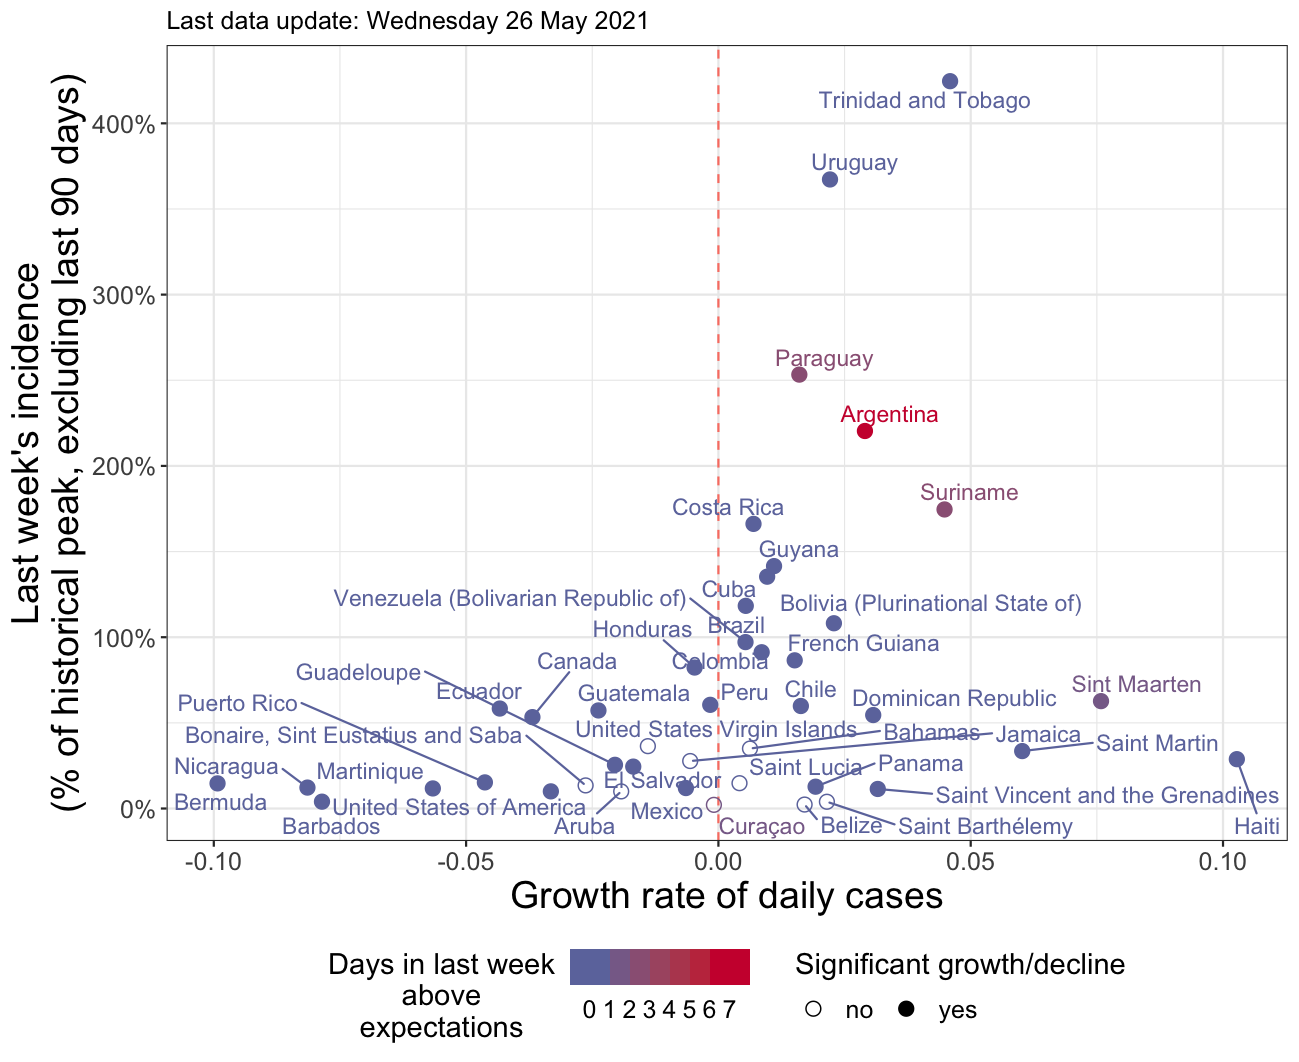 Last data update: Wednesday 26 May 2021
Last week's incidence
(% of historical peak, excluding last 90 days)
400%
300%
200%
100%
0%
Trinidad and Tobago
Uruguay
Paraguay
Argentina
Suriname
Costa Rica
Guyana
Cuba
Venezuela (Bolivarian Republic of)
Bolivia (Plurinational State of)
Brazil
Honduras
French Guiana
Canada
Colombia
Guadeloupe
Sint Maarten
Ecuador
Guatemala
Peru
Chile
Puerto Rico
Dominican Republic
United States Virgin Islands
Bahamas
Jamaica
Bonaire, Sint Eustatius and Saba
Saint Martin
Nicaragua
Martinique
El Salvador
Saint Lucia
Panama
Bermuda
United States of America
Mexico
Saint Vincent and the Grenadines
Barbados
Aruba
Curaçao
Belize
Saint Barthélemy
Haiti
-0.10
-0.05
0.00
0.05
0.10
Growth rate of daily cases
Days in last week
above
expectations
0 1 2 3 4 5 6 7
Significant growth/decline
no
yes